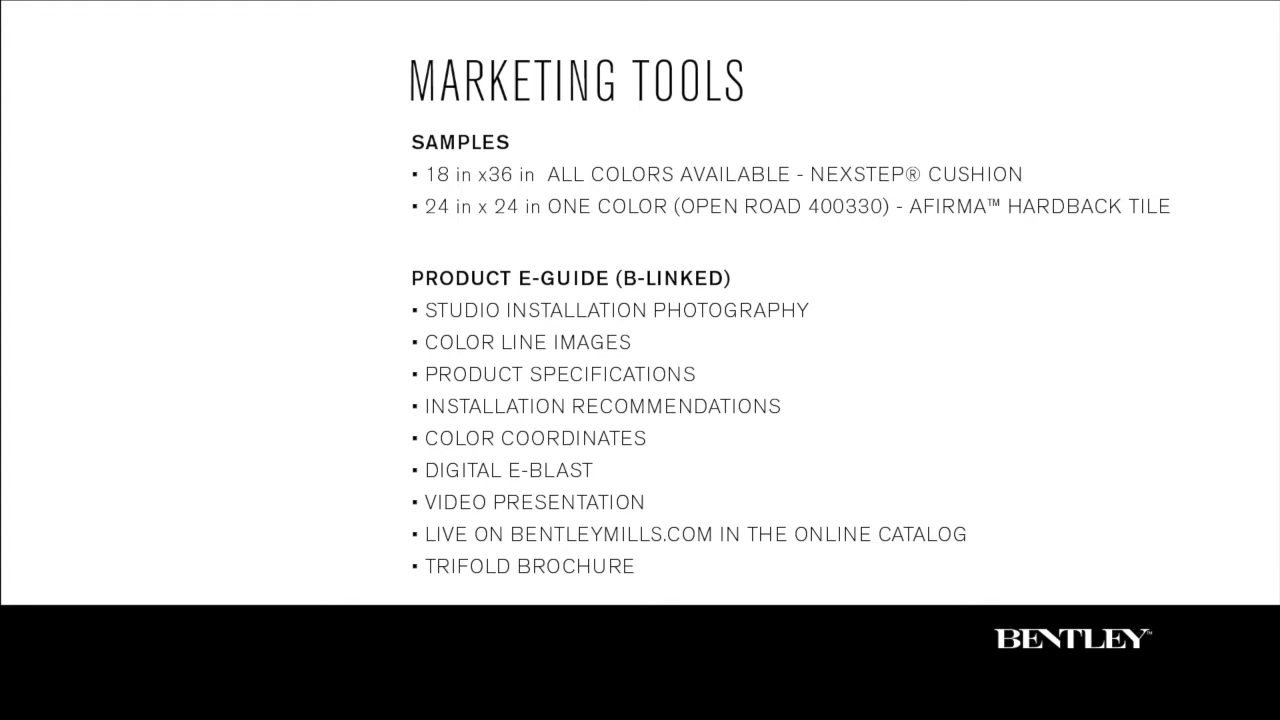 MARKETING TOOLS
SAMPLES
▪ 18 in x36 in  ALL COLORS AVAILABLE - NEXSTEP® CUSHION
▪ 24 in x 24 in ONE COLOR (OPEN ROAD 400330) - AFIRMA™ HARDBACK TILE
PRODUCT E-GUIDE (B-LINKED)
▪ STUDIO INSTALLATION PHOTOGRAPHY
▪ COLOR LINE IMAGES
▪ PRODUCT SPECIFICATIONS
▪ INSTALLATION RECOMMENDATIONS
▪ COLOR COORDINATES
▪ DIGITAL E-BLAST
▪ VIDEO PRESENTATION
▪ LIVE ON BENTLEYMILLS.COM IN THE ONLINE CATALOG
▪ TRIFOLD BROCHURE
BENTLEY™